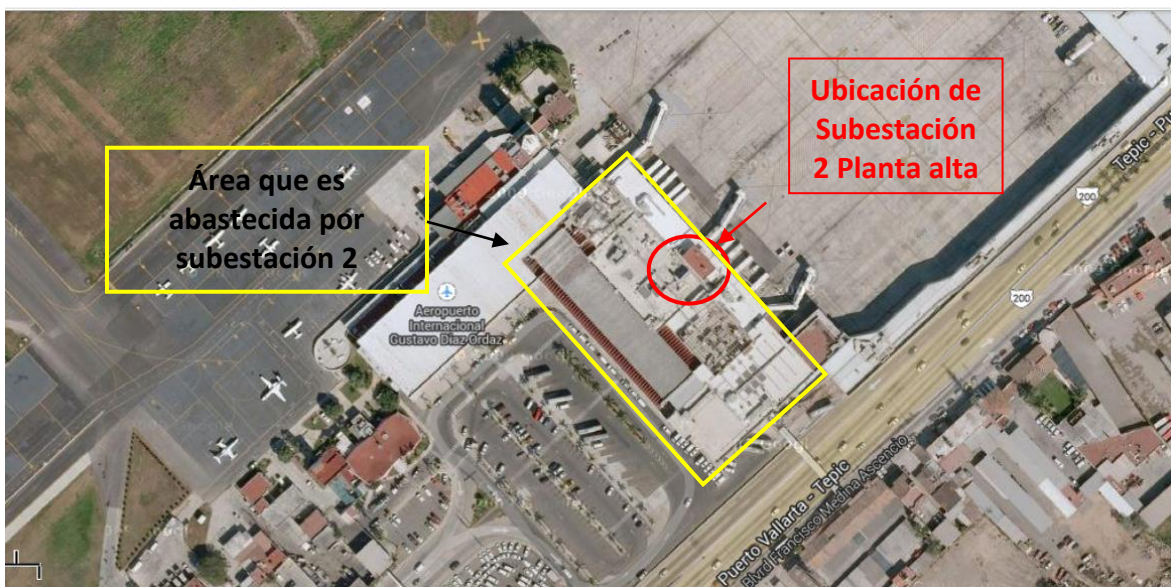 Área que es
abastecida por
subestación 2
Ubicación de
Subestación
2 Planta alta
Aeropuerto
Internacional
Gustavo Díaz Ordaz
Tepic - Pu
200
200
Puerto Vallarta - Tepic
Blvrd Francisco Medina Ascencio